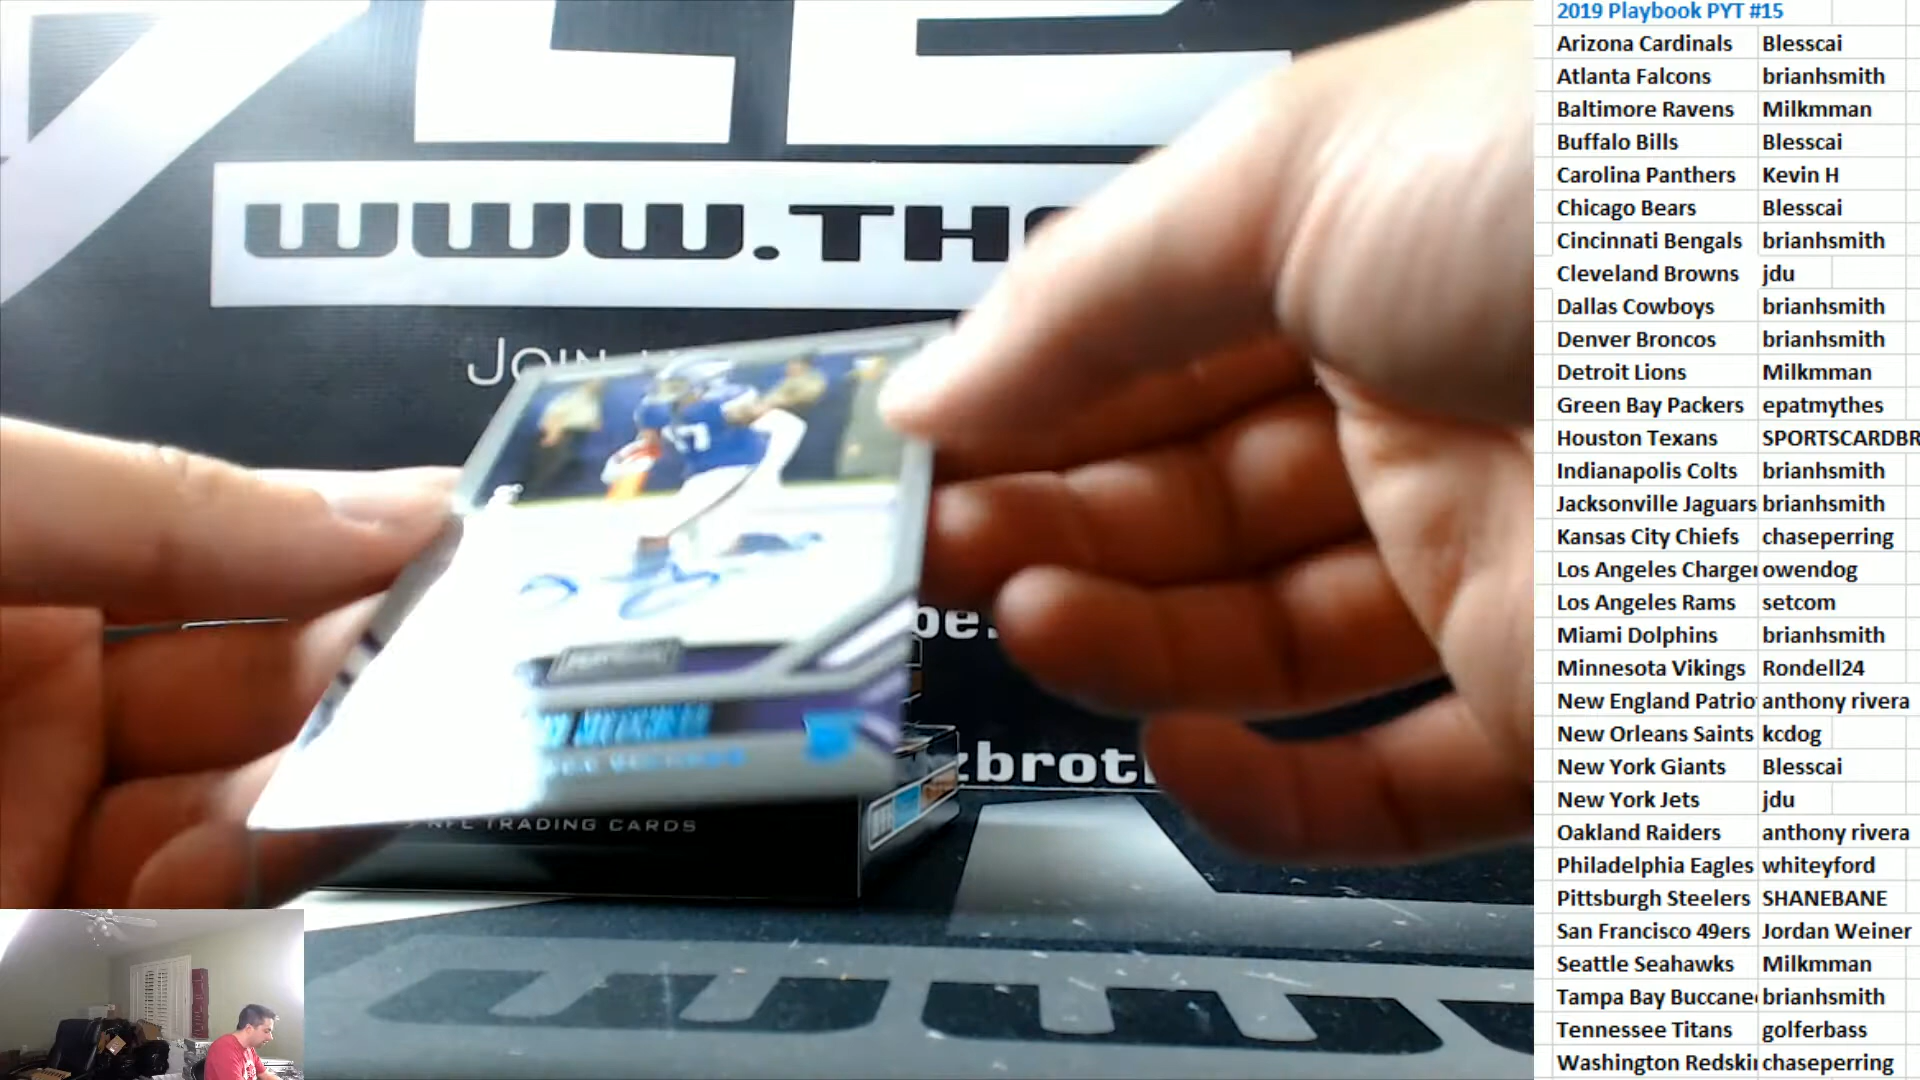 WWW.TH
JOIN
be.
zbrot
NFL TRADING CARDS
2019 Playbook PYT #15
Arizona Cardinals Blesscai
Atlanta Falcons brianhsmith
Baltimore Ravens Milkmman
Buffalo Bills Blesscai
Carolina Panthers Kevin H
Chicago Bears Blesscai
Cincinnati Bengals brianhsmith
Cleveland Browns jdu
Dallas Cowboys brianhsmith
Denver Broncos brianhsmith
Detroit Lions Milkmman
Green Bay Packers epatmythes
Houston Texans SPORTSCARDBR
Indianapolis Colts brianhsmith
Jacksonville Jaguars brianhsmith
Kansas City Chiefs chaseperring
Los Angeles Charger owendog
Los Angeles Rams setcom
Miami Dolphins brianhsmith
Minnesota Vikings Rondell24
New England Patrio anthony rivera
New Orleans Saints kcdog
New York Giants Blesscai
New York Jets jdu
Oakland Raiders anthony rivera
Philadelphia Eagles whiteyford
Pittsburgh Steelers SHANEBANE
San Francisco 49ers Jordan Weiner
Seattle Seahawks Milkmman
Tampa Bay Buccane brianhsmith
Tennessee Titans golferbass
Washington Redski chaseperring